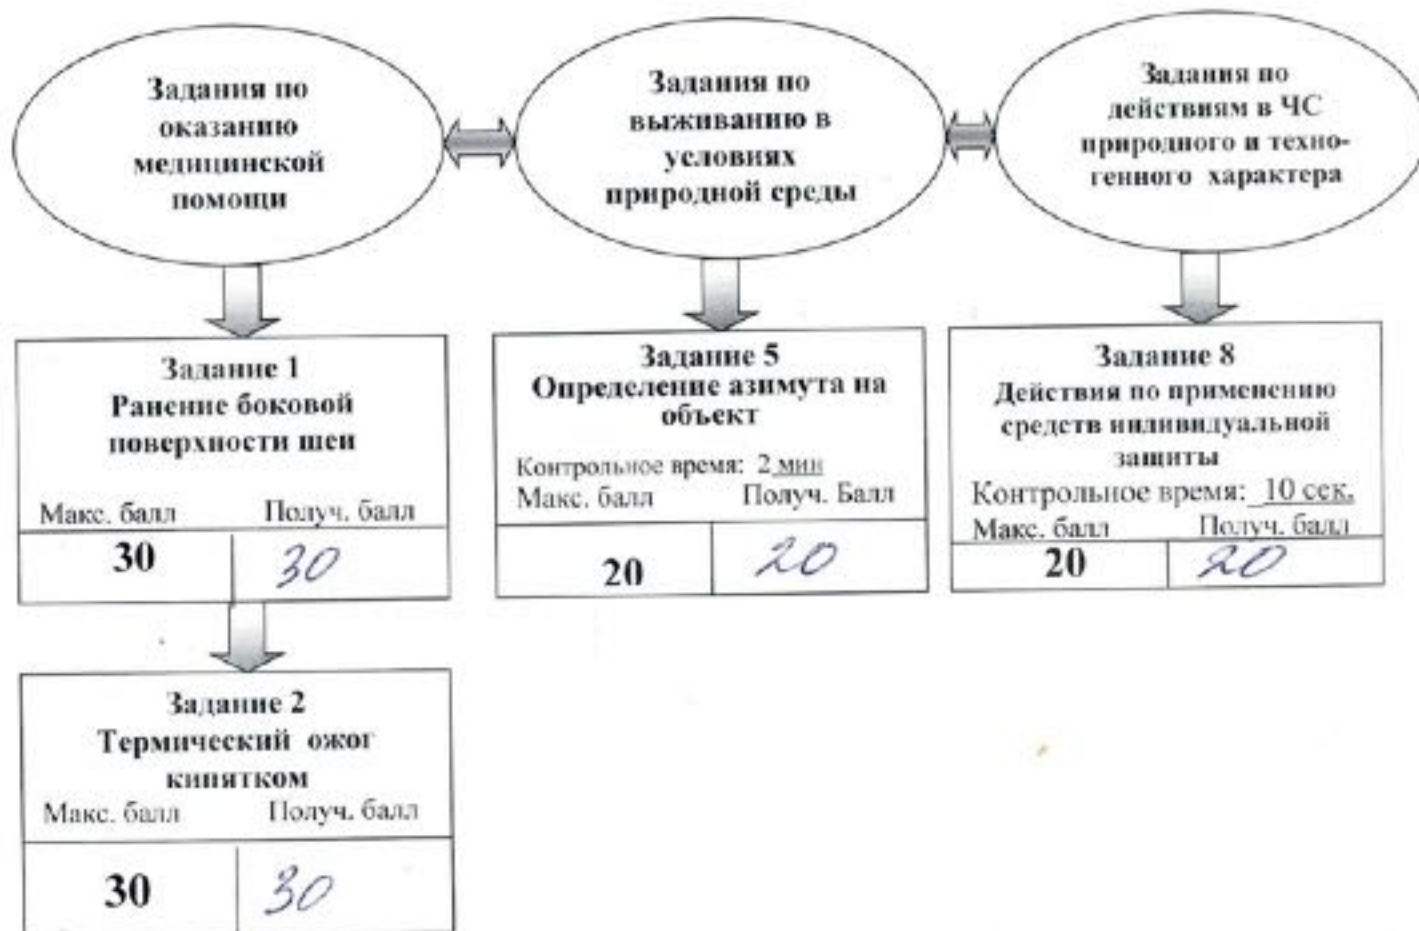 Задания по
оказанию
медицинской
помощи
Задания по
выживанию в
условиях
природной среды
Задания по
действиям в ЧС
природного и техно-
генного характера
Задание 1
Ранение боковой
поверхности шеи
Макс. балл Получ. балл
30 30
Задание 5
Определение азимута на
объект
Контрольное время: 2 мин
Макс. балл Получ. Балл
20 20
Задание 8
Действия по применению
средств индивидуальной
защиты
Контрольное время: 10 сек.
Макс. балл Получ. балл
20 20
Задание 2
Термический ожог
кипятком
Макс. балл Получ. балл
30 30